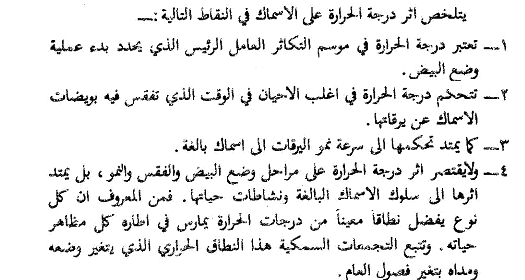 يتلخص اثر درجة الحرارة على الاسماك في النقاط التالية :ــ
١ــ تعتبر درجة الحرارة في موسم التكاثر العامل الرئيس الذي يحدد بدء عملية
وضع البيض .
٢ــ تتحكم درجة الحرارة في اغلب الاحيان في الوقت الذي تفقس فيه بويضات
الاسماك عن يرقاتها .
٣ــ كما يمتد تحكمها الى سرعة نمو اليرقات الى اسماك بالغة .
٤ــ ولايقتصر اثر درجة الحرارة على مراحل وضع البيض والفقس والنمو ، بل يمتد
اثرها الى سلوك الاسماك البالغة ونشاطات حياتها . فمن المعروف ان كل
نوع يفضل نطاقا معينا من درجات الحرارة يمارس في اطاره كل مظاهر
حياته . وتتبع التجمعات السمكية هذا النطاق الحراري الذي يتغير وضعه
ومداه بتغير فصول العام .